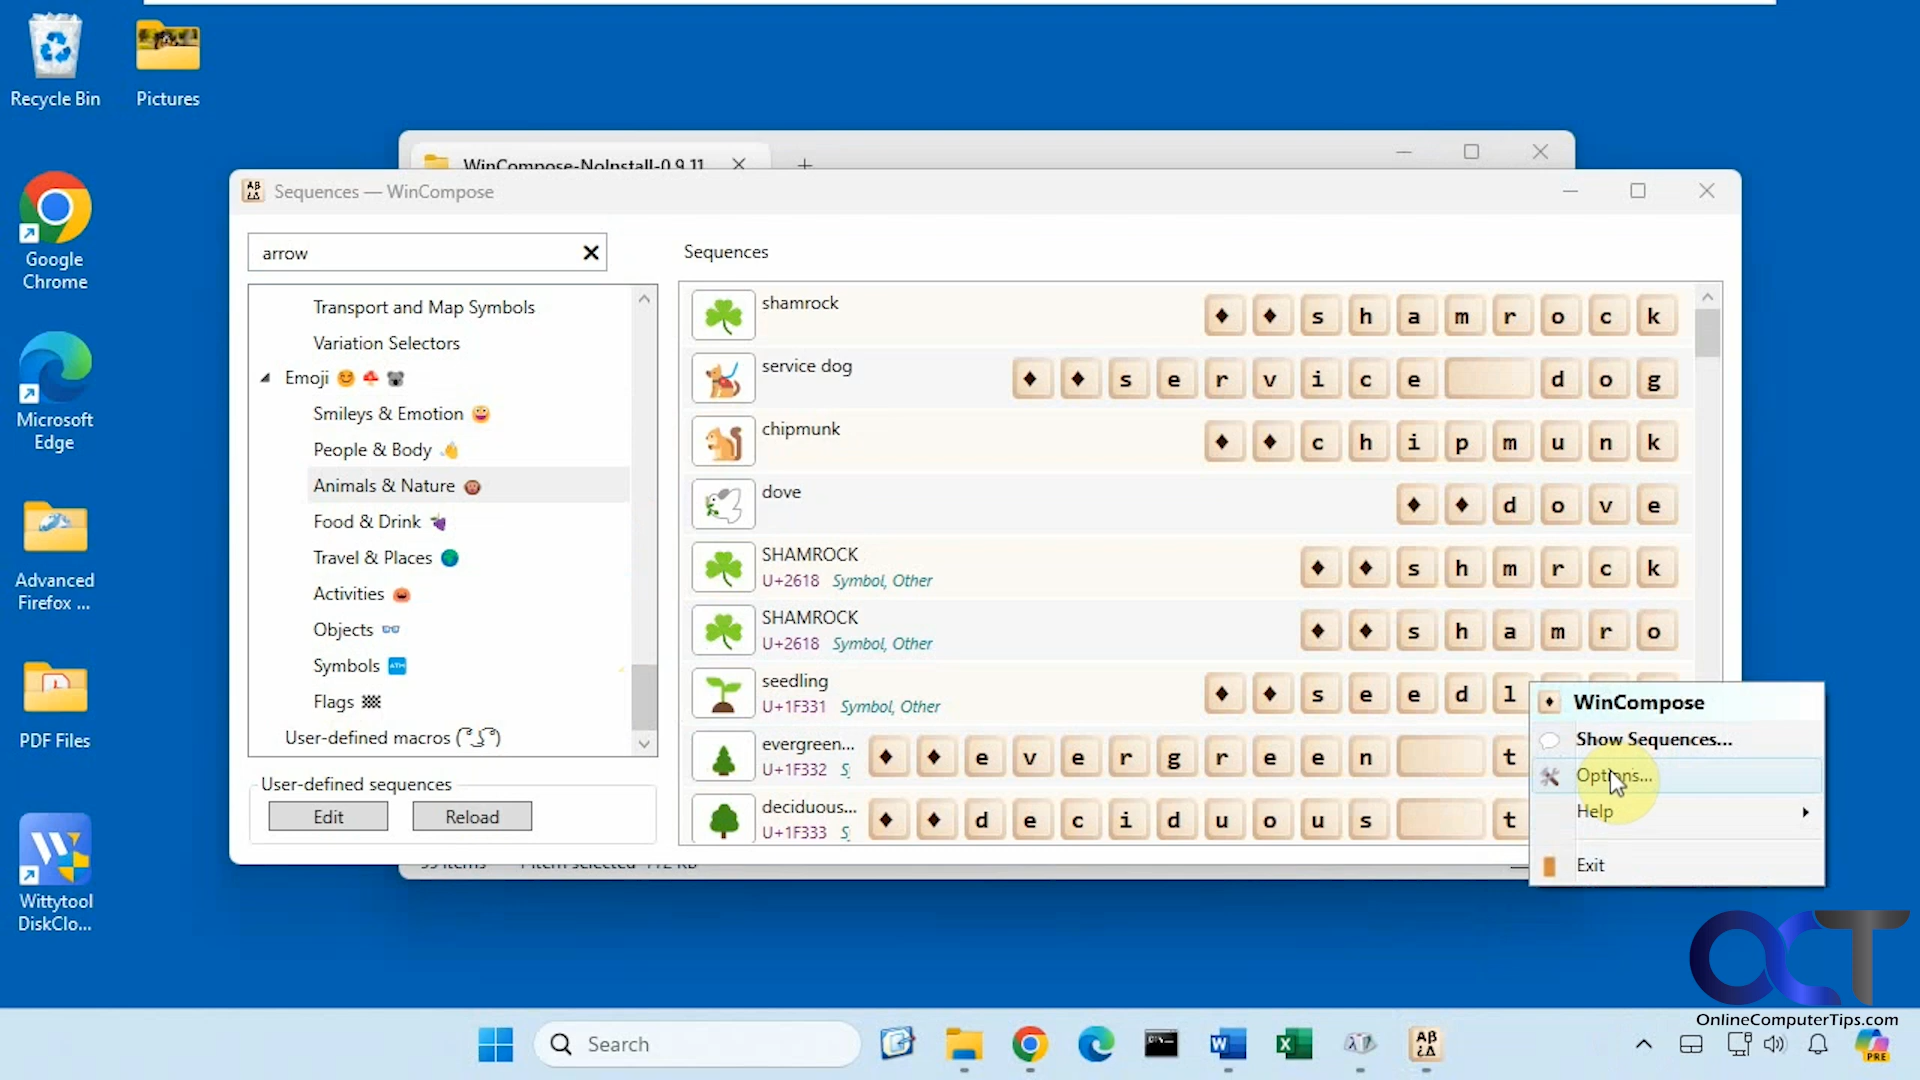 Recycle Bin
Pictures
Google
Chrome
Microsoft
Edge
Advanced
Firefox ...
PDF Files
Wittytool
DiskClo...
WinCompose-NoInstall-0.9.11
Sequences — WinCompose
arrow
Transport and Map Symbols
Variation Selectors
Emoji
Smileys & Emotion
People & Body
Animals & Nature
Food & Drink
Travel & Places
Activities
Objects
Symbols
Flags
User-defined macros ( ͡° ͜ʖ ͡°)
User-defined sequences
Edit
Reload
Sequences
shamrock ♦ ♦ s h a m r o c k
service dog ♦ ♦ s e r v i c e d o g
chipmunk ♦ ♦ c h i p m u n k
dove ♦ ♦ d o v e
SHAMROCK ♦ ♦ s h m r c k
U+2618 Symbol, Other
SHAMROCK ♦ ♦ s h a m r o
U+2618 Symbol, Other
seedling ♦ ♦ s e e d l
U+1F331 Symbol, Other
evergreen... ♦ ♦ e v e r g r e e n t
U+1F332 S
deciduous... ♦ ♦ d e c i d u o u s t
U+1F333 S
WinCompose
Show Sequences...
Options...
Help
Exit
OCT
OnlineComputerTips.com
Search
PRE